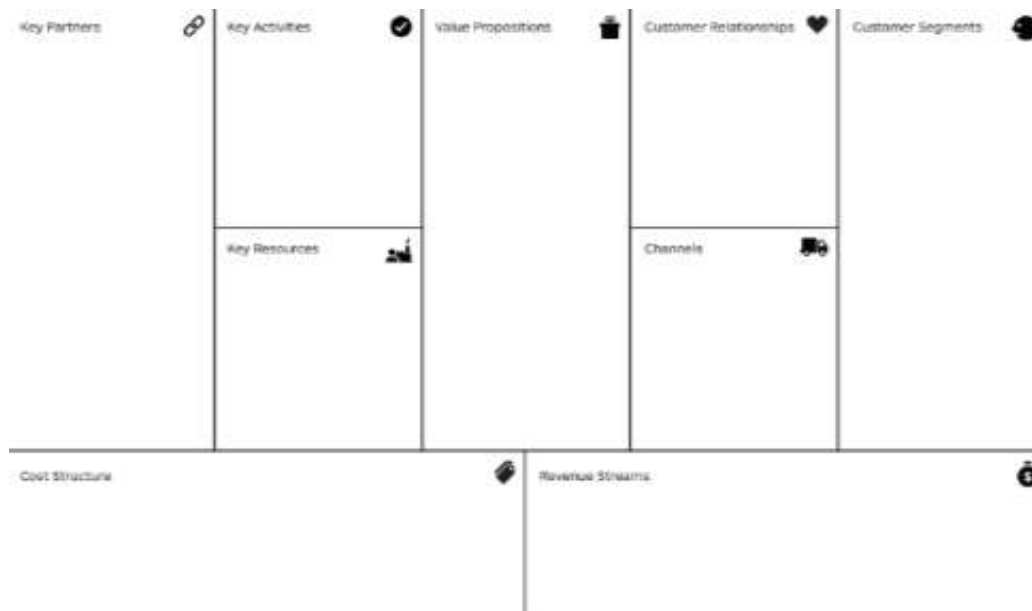 Key Partners
Key Activities
Value Propositions
Customer Relationships
Customer Segments
Key Resources
Channels
Cost Structure
Revenue Streams